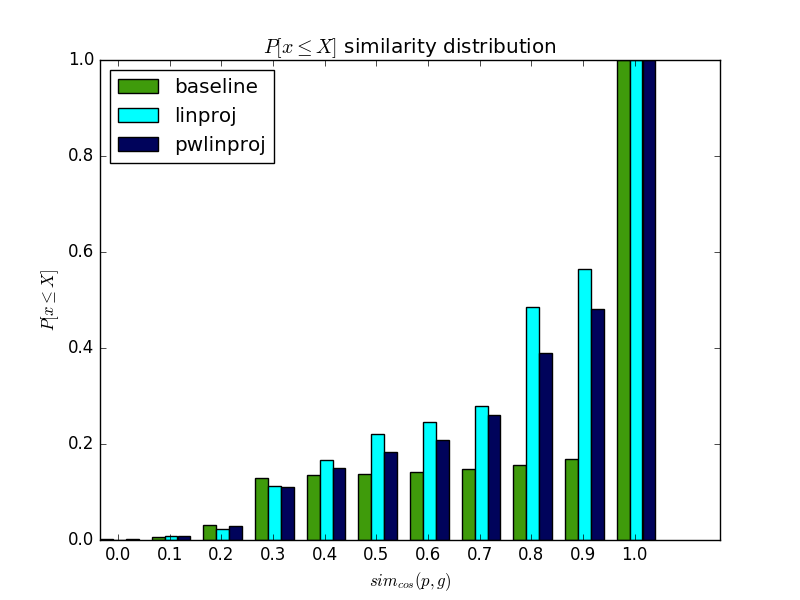 P[x ≤ X] similarity distribution
baseline
linproj
pwlinproj
1.0
0.8
0.6
0.4
0.2
0.0
P[x ≤ X]
0.0 0.1 0.2 0.3 0.4 0.5 0.6 0.7 0.8 0.9 1.0
sim_cos(p, g)